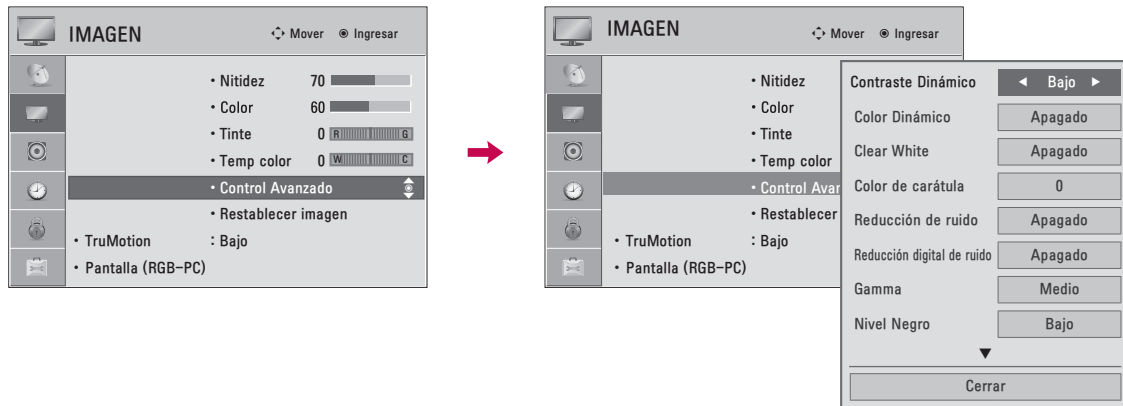 IMAGEN Mover Ingresar
• Nitidez 70
• Color 60
• Tinte 0 R G
• Temp color 0 W C
• Control Avanzado
• Restablecer imagen
• TruMotion : Bajo
• Pantalla (RGB-PC)
IMAGEN Mover Ingresar
• Nitidez
• Color
• Tinte
• Temp color
• Control Avan
• Restablecer
• TruMotion : Bajo
• Pantalla (RGB-PC)
Contraste Dinámico ◄ Bajo ►
Color Dinámico Apagado
Clear White Apagado
Color de carátula 0
Reducción de ruido Apagado
Reducción digital de ruido Apagado
Gamma Medio
Nivel Negro Bajo
▼
Cerrar